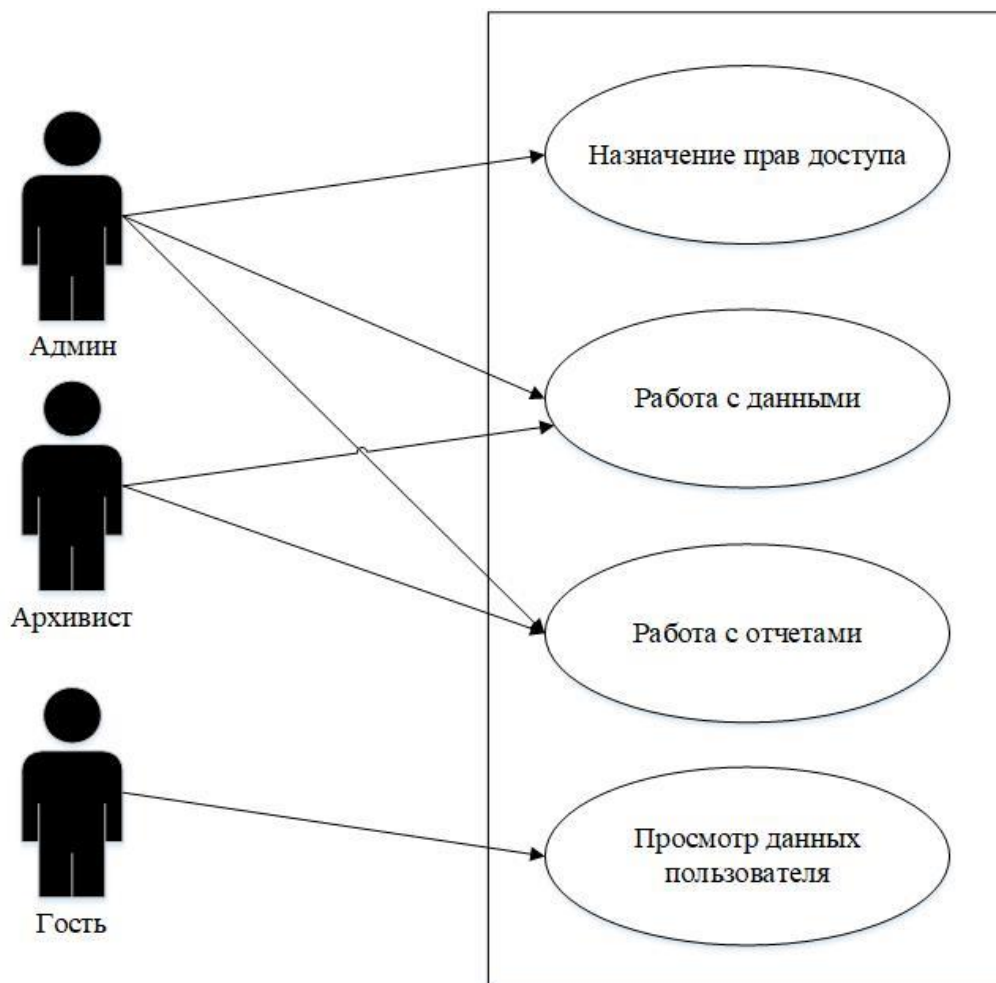 Назначение прав доступа
Админ
Работа с данными
Архивист
Работа с отчетами
Просмотр данных
пользователя
Гость